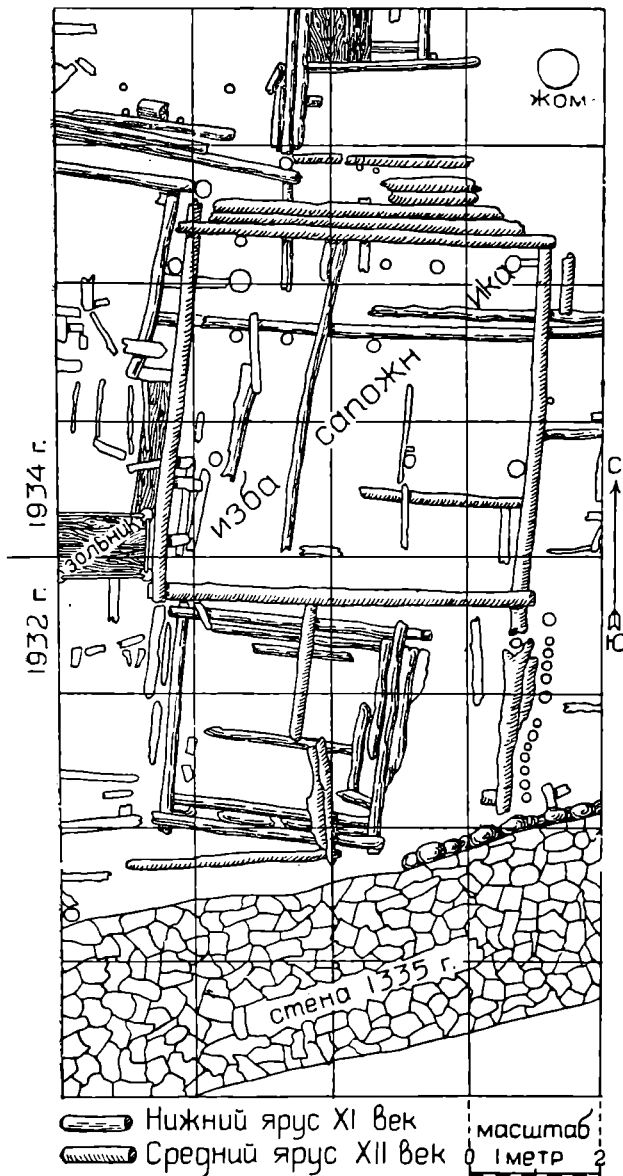 жом
изба сапожника
С
1934 г.
зольник
1932 г.
Ю
стена 1335 г.
Нижний ярус XI век
Средний ярус XII век
масштаб
0 1 метр 2